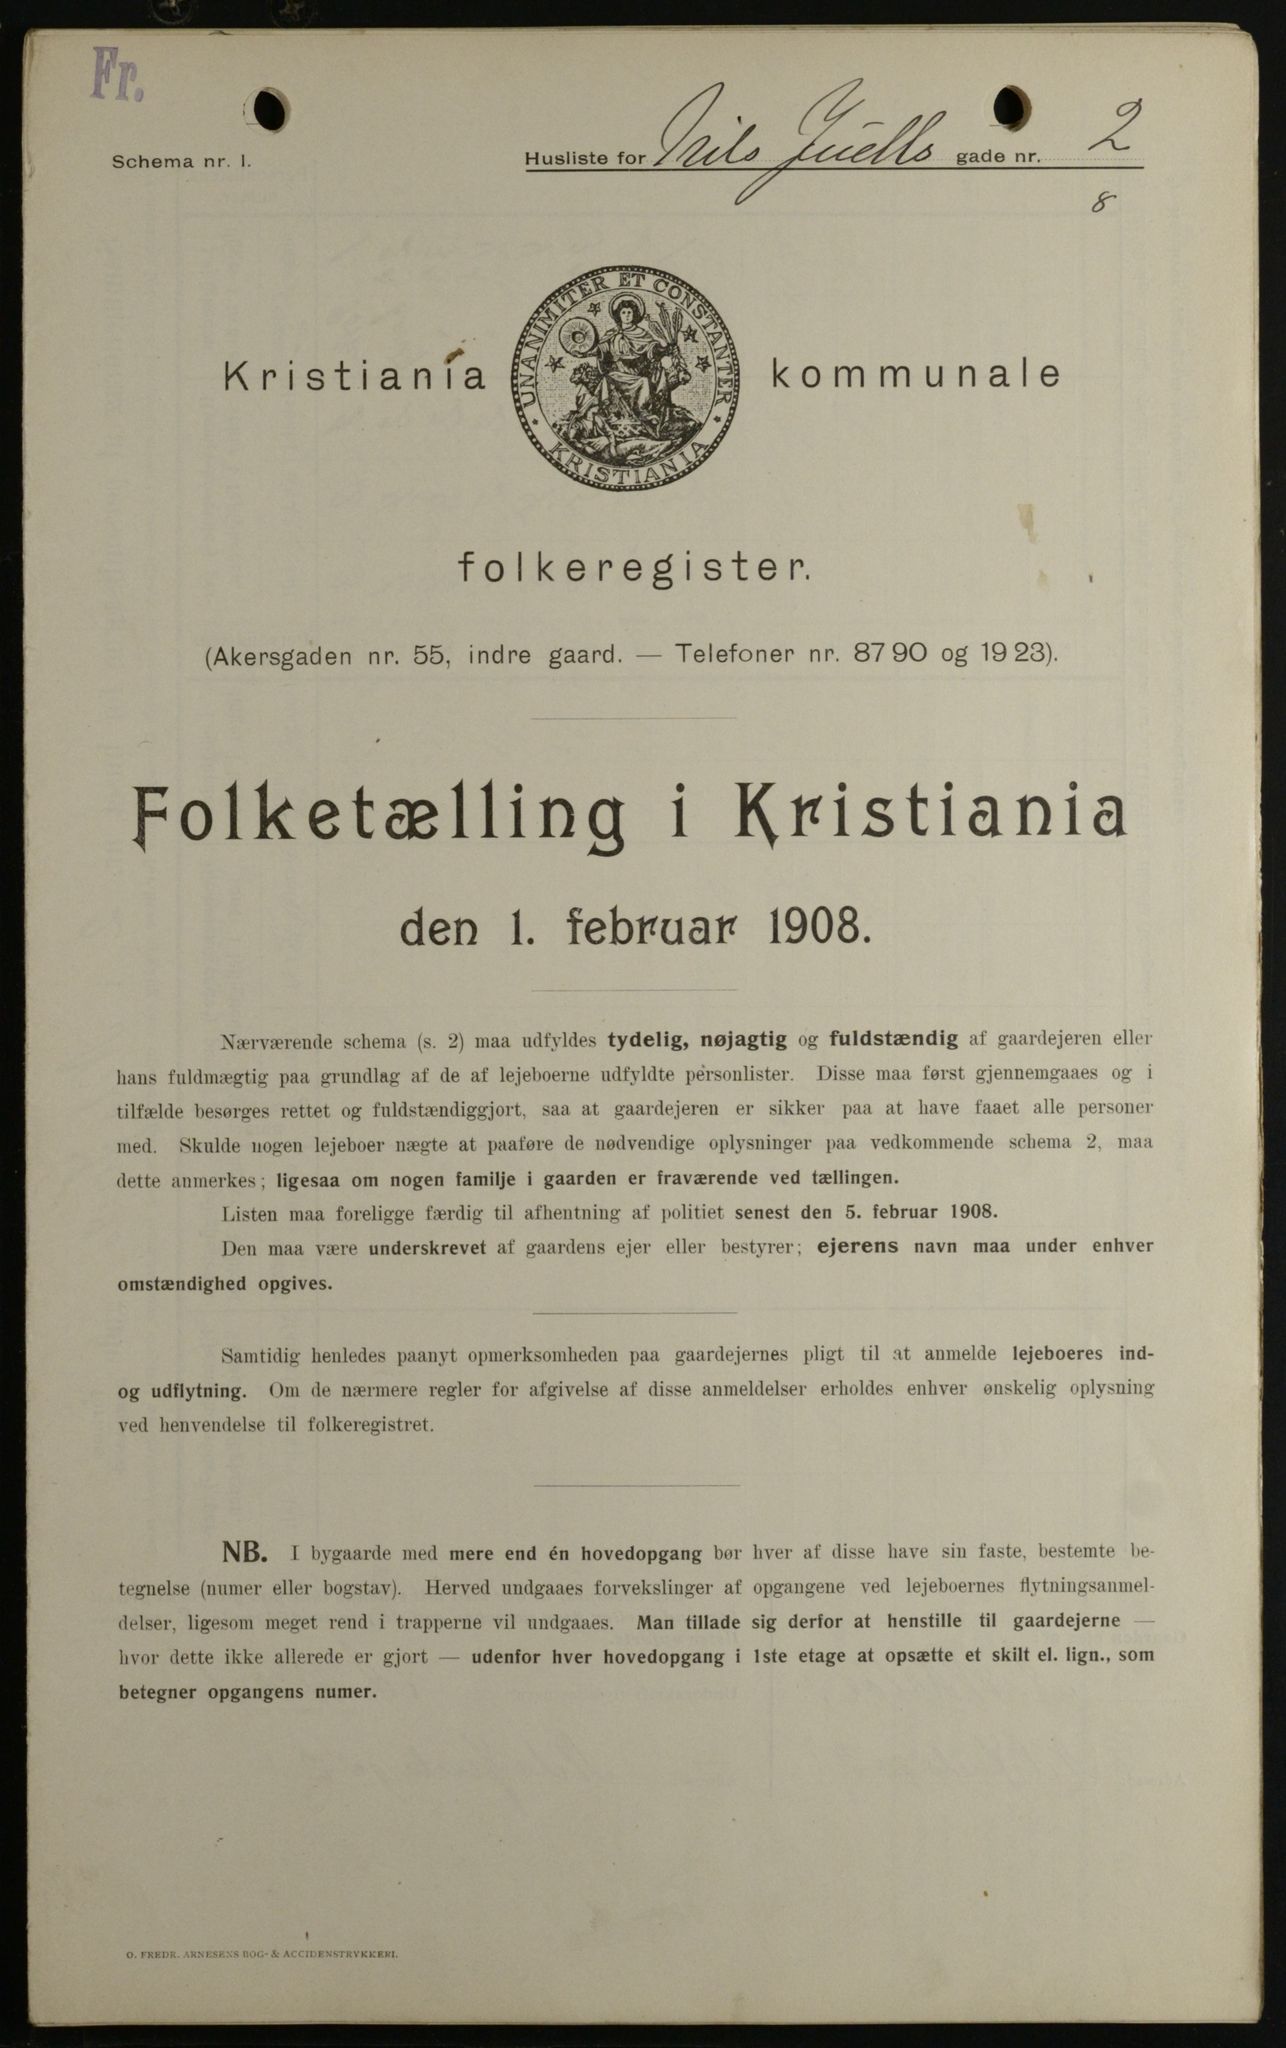 Fr.
Schema nr. 1.
Husliste for Nils Juells gade nr. 2
8
UNANIMITER ET CONSTANTER
KRISTIANIA
Kristiania kommunale
folkeregister.
(Akersgaden nr. 55, indre gaard. — Telefoner nr. 8790 og 1923).
Folketælling i Kristiania
den 1. februar 1908.
Nærværende schema (s. 2) maa udfyldes tydelig, nøjagtig og fuldstændig af gaardejeren eller
hans fuldmægtig paa grundlag af de af lejeboerne udfyldte personlister. Disse maa først gjennemgaaes og i
tilfælde besørges rettet og fuldstændiggjort, saa at gaardejeren er sikker paa at have faaet alle personer
med. Skulde nogen lejeboer nægte at paaføre de nødvendige oplysninger paa vedkommende schema 2, maa
dette anmerkes; ligesaa om nogen familje i gaarden er fraværende ved tællingen.
Listen maa foreligge færdig til afhentning af politiet senest den 5. februar 1908.
Den maa være underskrevet af gaardens ejer eller bestyrer; ejerens navn maa under enhver
omstændighed opgives.
Samtidig henledes paanyt opmerksomheden paa gaardejernes pligt til at anmelde lejeboeres ind-
og udflytning. Om de nærmere regler for afgivelse af disse anmeldelser erholdes enhver ønskelig oplysning
ved henvendelse til folkeregistret.
NB. I bygaarde med mere end én hovedopgang bør hver af disse have sin faste, bestemte be-
tegnelse (numer eller bogstav). Herved undgaaes forvekslinger af opgangene ved lejeboernes flytningsanmel-
delser, ligesom meget rend i trapperne vil undgaaes. Man tillade sig derfor at henstille til gaardejerne —
hvor dette ikke allerede er gjort — udenfor hver hovedopgang i 1ste etage at opsætte et skilt el. lign., som
betegner opgangens numer.
O. FREDR. ARNESENS BOG- & ACCIDENSTRYKKERI.